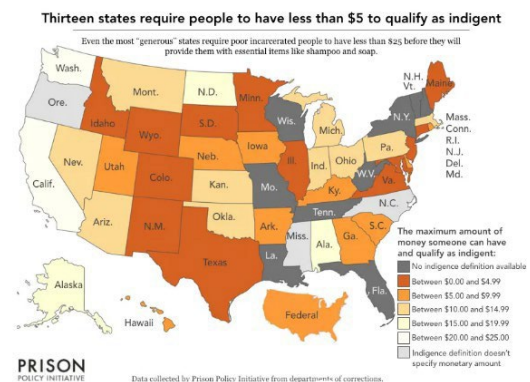 Thirteen states require people to have less than $5 to qualify as indigent
Even the most "generous" states require poor incarcerated people to have less than $25 before they will
provide them with essential items like shampoo and soap.
Wash.
Ore.
Calif.
Nev.
Idaho
Mont.
Wyo.
Utah
Ariz.
Colo.
N.M.
N.D.
S.D.
Neb.
Kan.
Okla.
Texas
Minn.
Iowa
Mo.
Ark.
La.
Wis.
Ill.
Mich.
Ind.
Ohio
Ky.
Tenn.
Miss.
Ala.
Ga.
Fla.
S.C.
N.C.
Va.
W.V.
Pa.
N.Y.
N.H.
Vt.
Maine
Mass.
Conn.
R.I.
N.J.
Del.
Md.
Alaska
Hawaii
Federal
The maximum amount of
money someone can have
and qualify as indigent:
No indigence definition available
Between $0.00 and $4.99
Between $5.00 and $9.99
Between $10.00 and $14.99
Between $15.00 and $19.99
Between $20.00 and $25.00
Indigence definition doesn't
specify monetary amount
PRISON
POLICY INITIATIVE
Data collected by Prison Policy Initiative from departments of corrections.